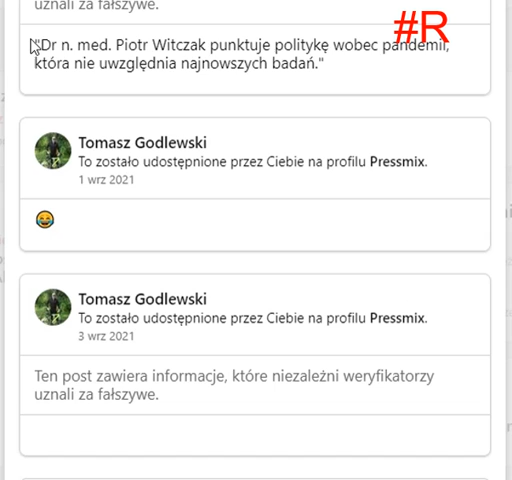 uznali za fałszywe.
#R
"Dr n. med. Piotr Witczak punktuje politykę wobec pandemii,
która nie uwzględnia najnowszych badań."
Tomasz Godlewski
To zostało udostępnione przez Ciebie na profilu Pressmix.
1 wrz 2021
Tomasz Godlewski
To zostało udostępnione przez Ciebie na profilu Pressmix.
3 wrz 2021
Ten post zawiera informacje, które niezależni weryfikatorzy
uznali za fałszywe.